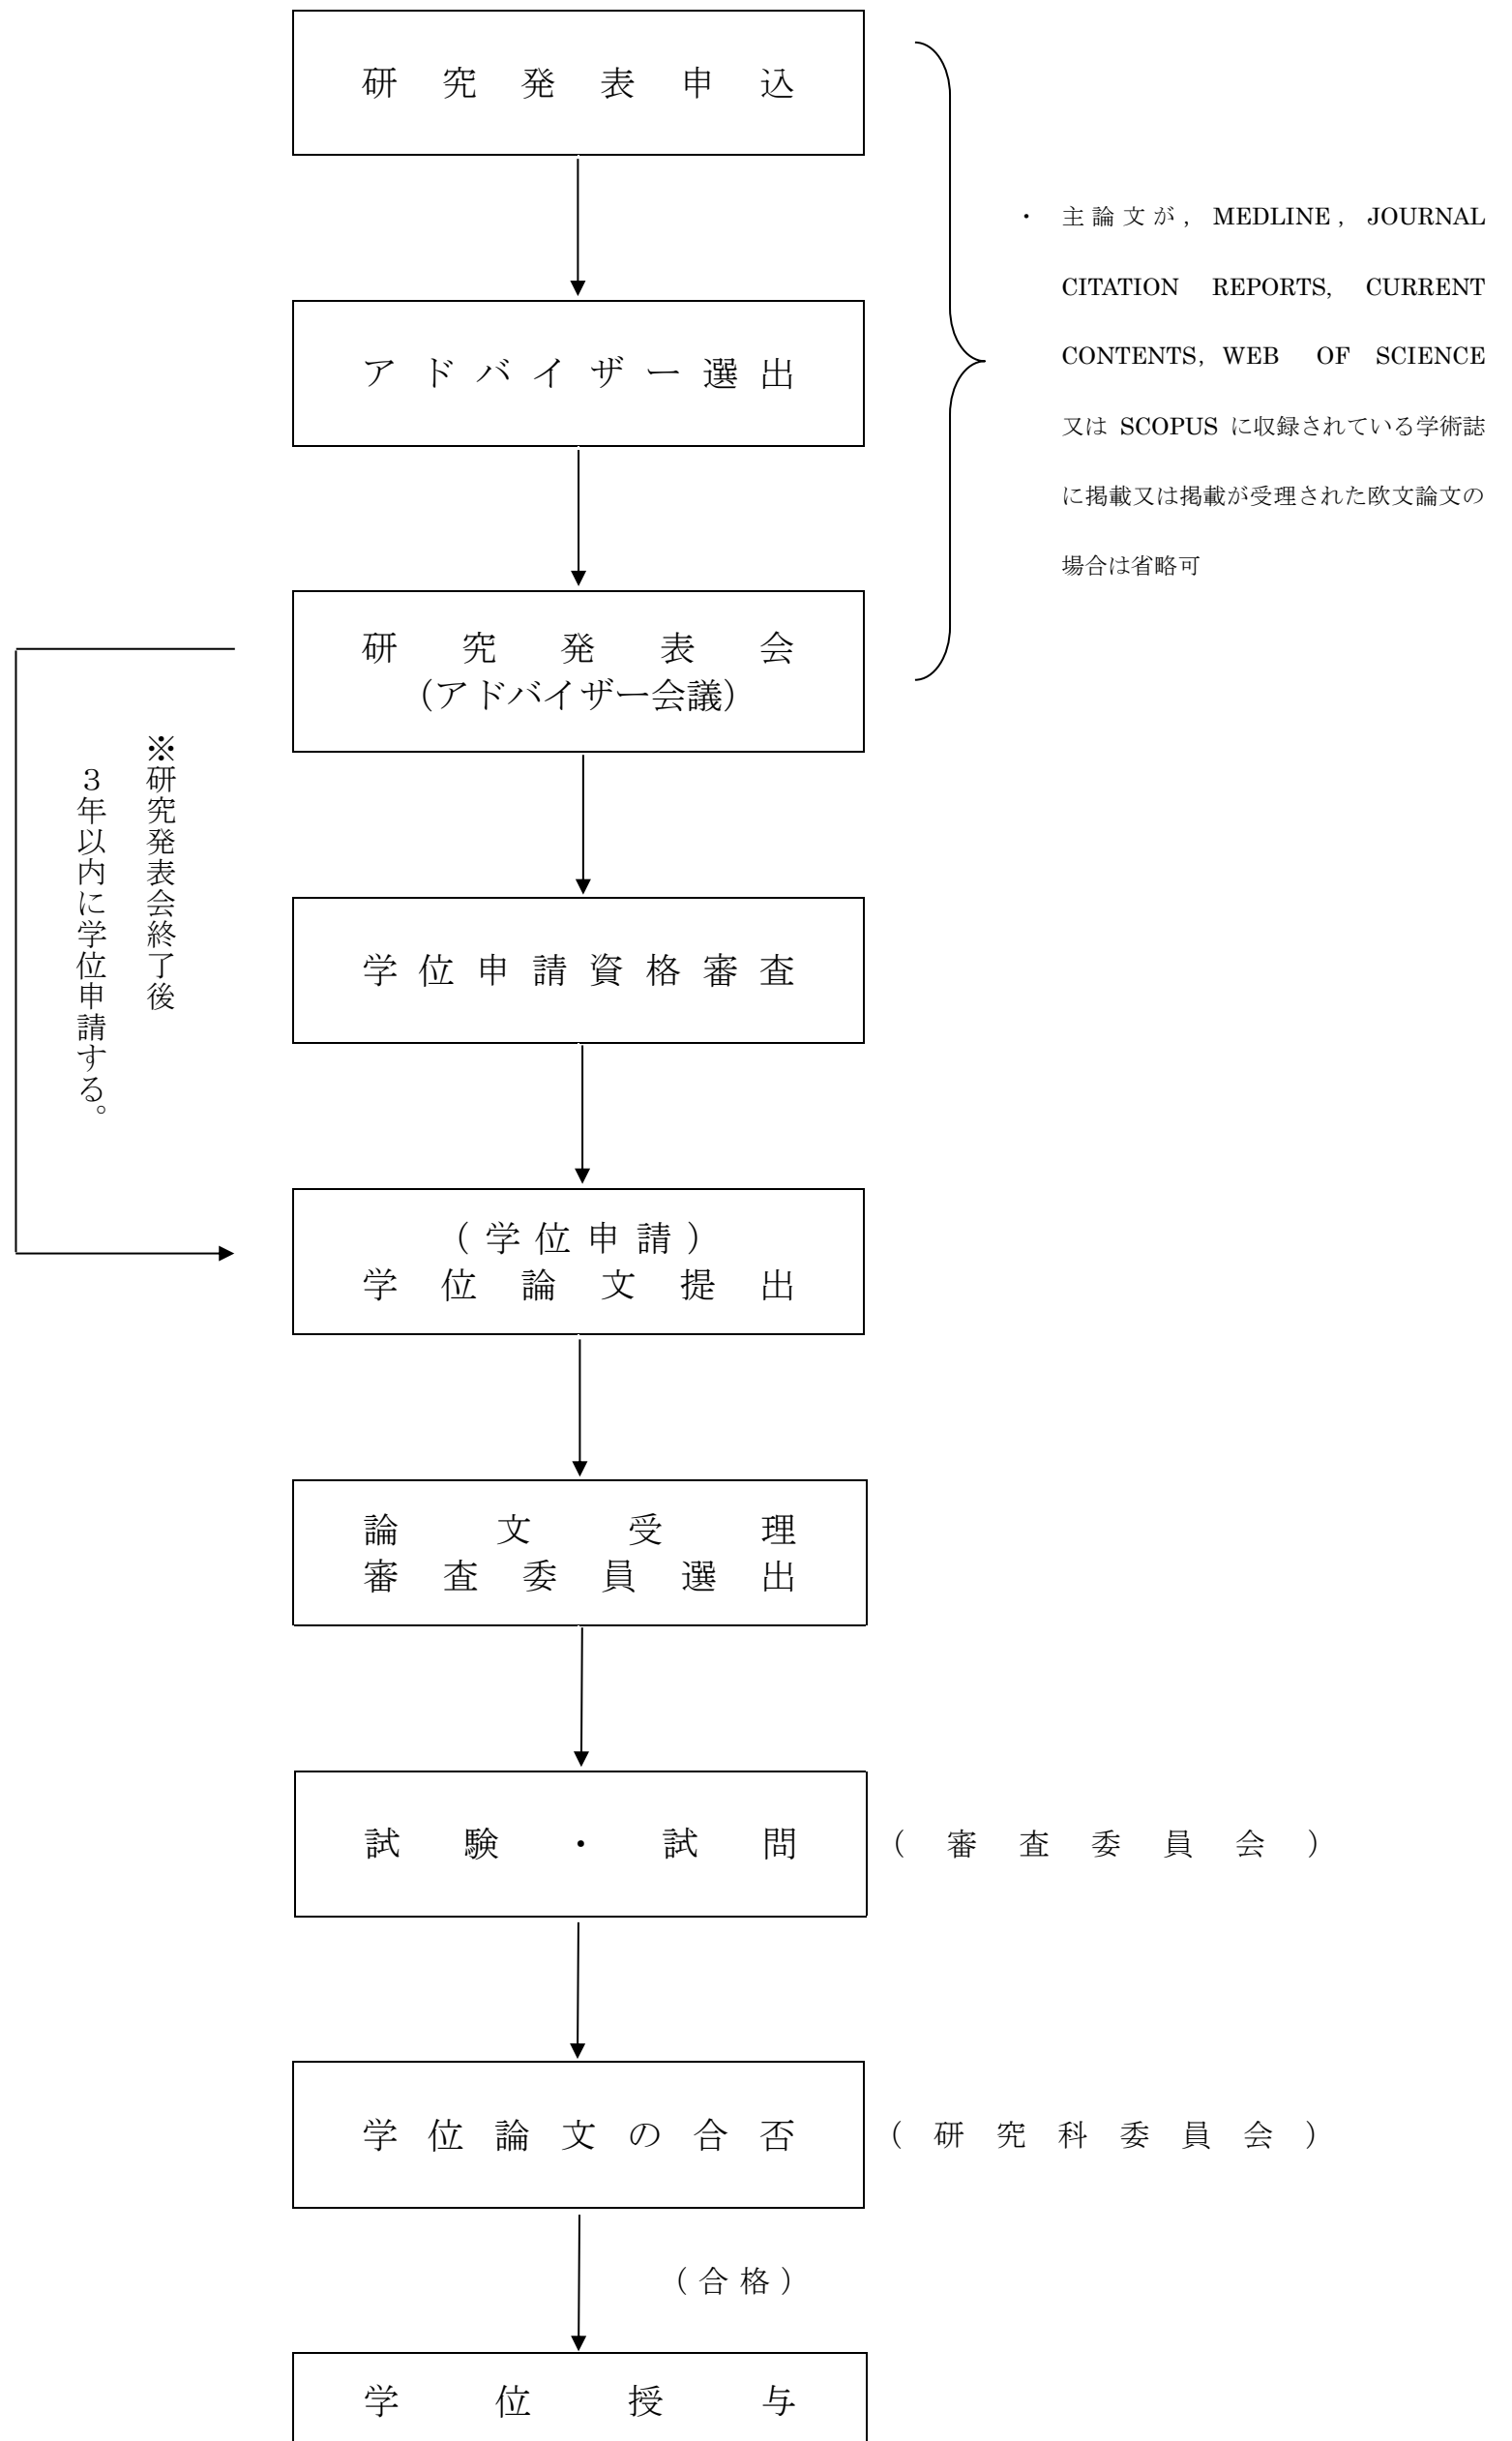 研究発表申込
・ 主論文が，MEDLINE，JOURNAL
CITATION REPORTS, CURRENT
CONTENTS, WEB OF SCIENCE
又は SCOPUS に収録されている学術誌
に掲載又は掲載が受理された欧文論文の
場合は省略可
アドバイザー選出
研究発表会
（アドバイザー会議）
※研究発表会終了後
３年以内に学位申請する。
学位申請資格審査
（学位申請）
学位論文提出
論文受理
審査委員選出
試験・試問
（審査委員会）
学位論文の合否
（研究科委員会）
（合格）
学位授与